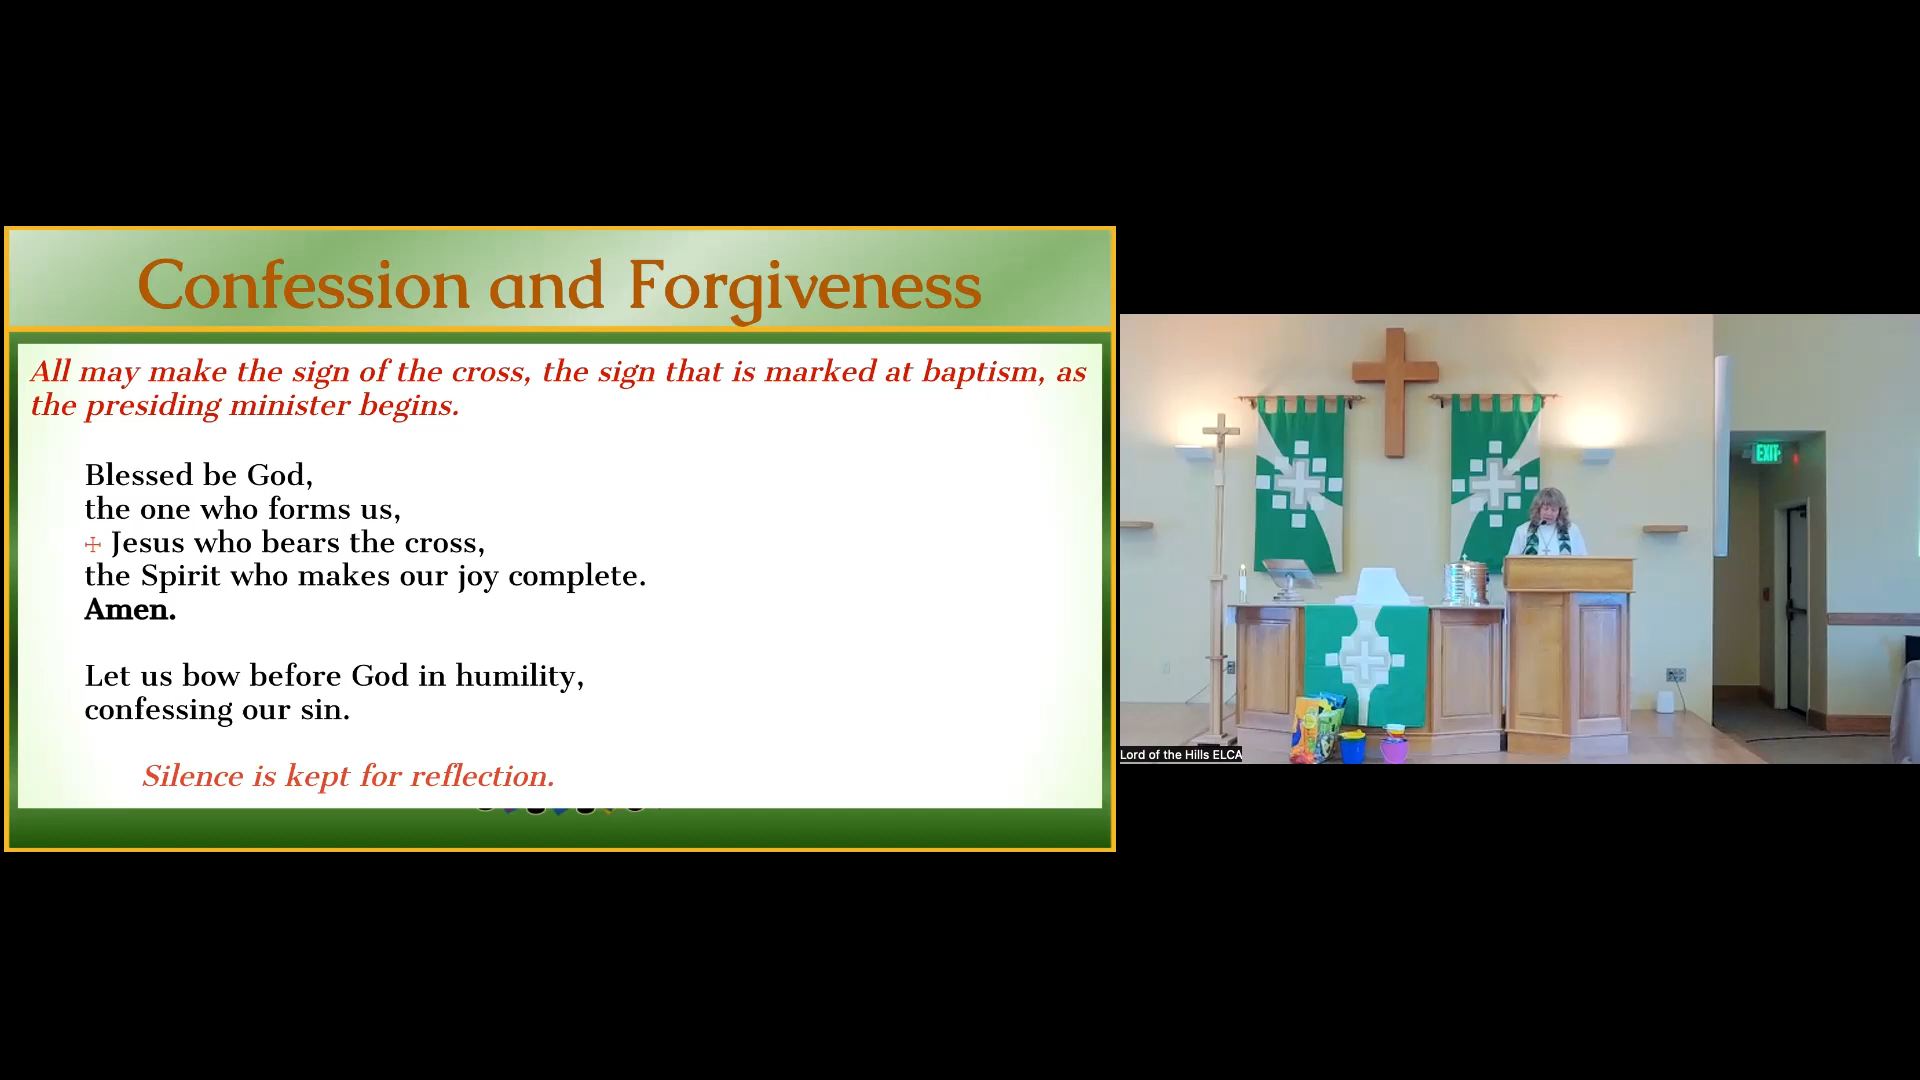 Confession and Forgiveness
All may make the sign of the cross, the sign that is marked at baptism, as
the presiding minister begins.
Blessed be God,
the one who forms us,
☩ Jesus who bears the cross,
the Spirit who makes our joy complete.
Amen.
Let us bow before God in humility,
confessing our sin.
Silence is kept for reflection.
EXIT
Lord of the Hills ELCA